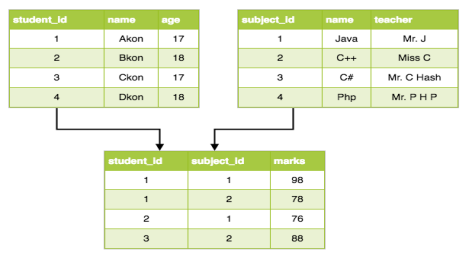 student_id name age
1 Akon 17
2 Bkon 18
3 Ckon 17
4 Dkon 18
subject_id name teacher
1 Java Mr. J
2 C++ Miss C
3 C# Mr. C Hash
4 Php Mr. P H P
student_id subject_id marks
1 1 98
1 2 78
2 1 76
3 2 88